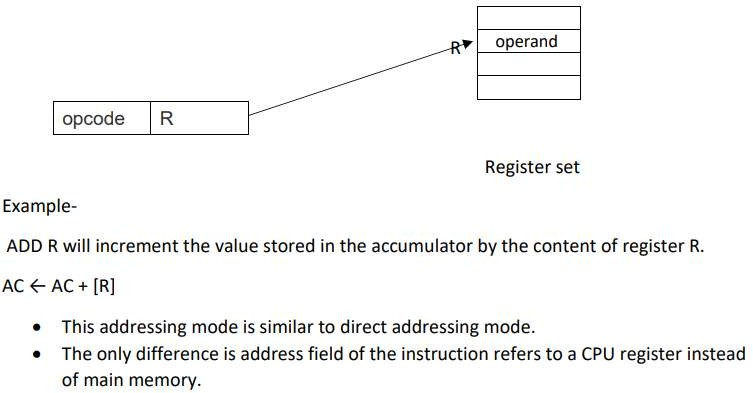 R operand
opcode R
Register set
Example-
ADD R will increment the value stored in the accumulator by the content of register R.
AC ← AC + [R]
• This addressing mode is similar to direct addressing mode.
• The only difference is address field of the instruction refers to a CPU register instead
of main memory.